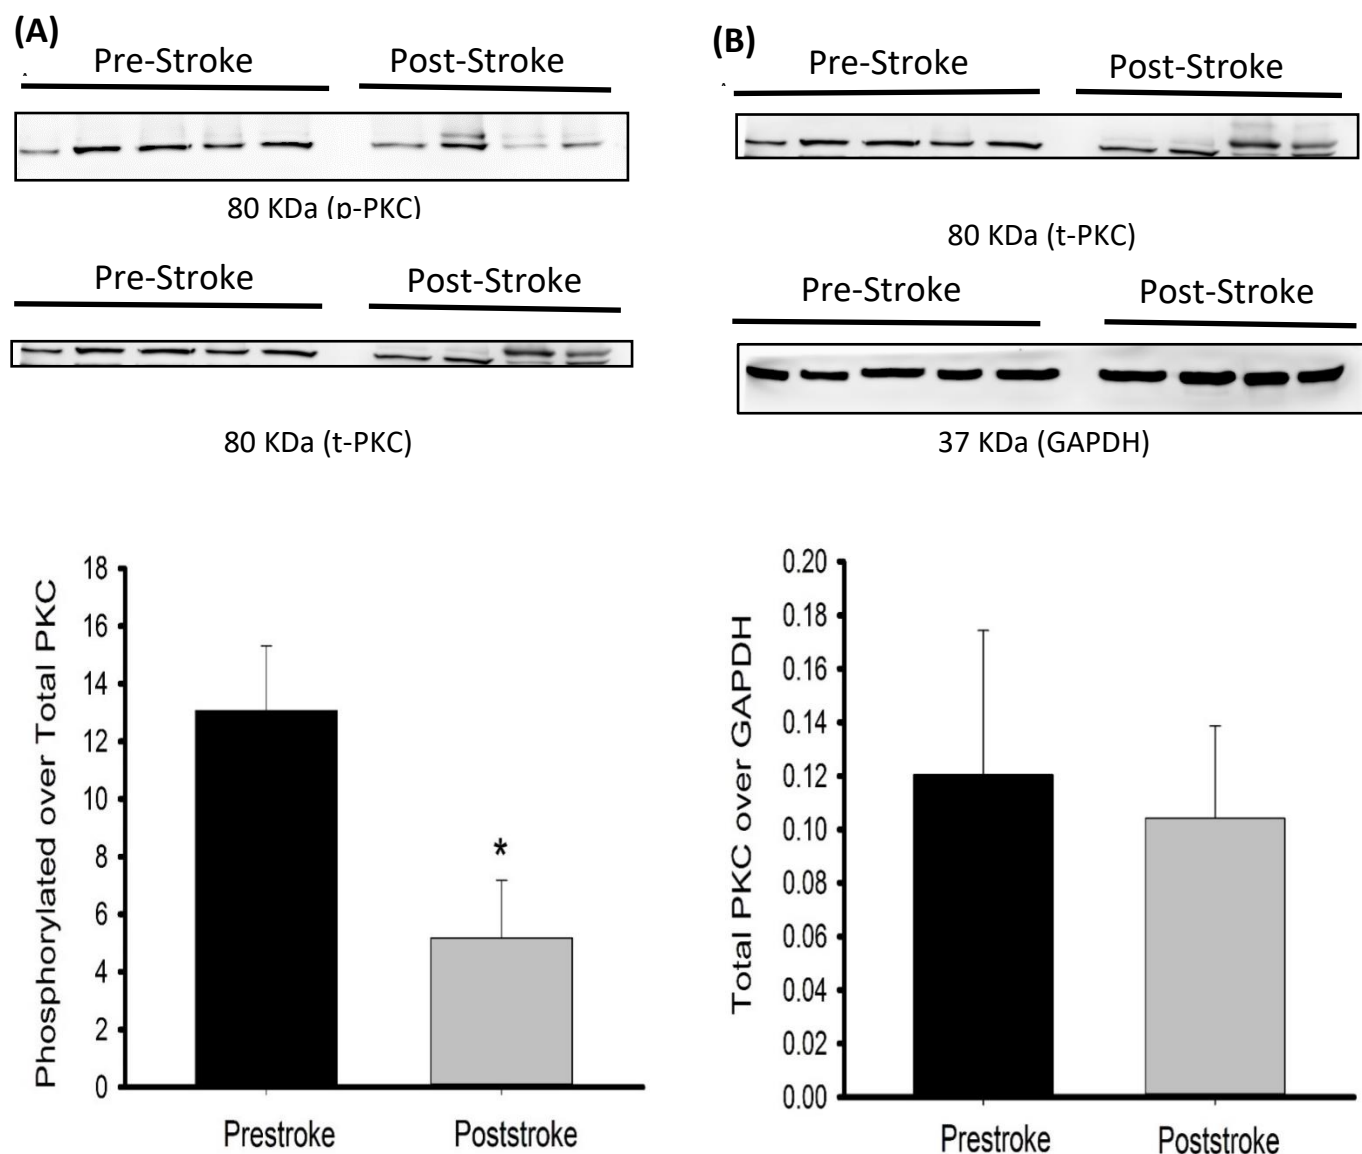 (A)
Pre-Stroke
Post-Stroke
80 KDa (p-PKC)
Pre-Stroke
Post-Stroke
80 KDa (t-PKC)
18
16
14
12
10
8
6
4
2
0
Phosphorylated over Total PKC
*
Prestroke
Poststroke
(B)
Pre-Stroke
Post-Stroke
80 KDa (t-PKC)
Pre-Stroke
Post-Stroke
37 KDa (GAPDH)
0.20
0.18
0.16
0.14
0.12
0.10
0.08
0.06
0.04
0.02
0.00
Total PKC over GAPDH
Prestroke
Poststroke